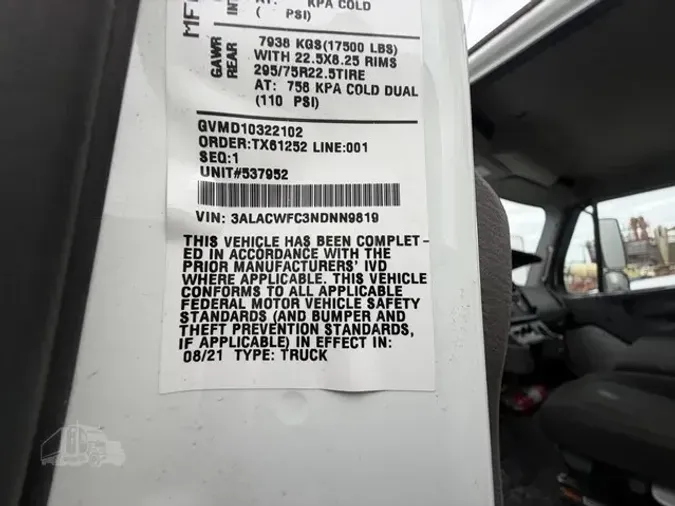 MF
INT
AT: KPA COLD
( PSI)
GAWR
REAR
7938 KGS(17500 LBS)
WITH 22.5X8.25 RIMS
295/75R22.5TIRE
AT: 758 KPA COLD DUAL
(110 PSI)
GVMD10322102
ORDER:TX61252 LINE:001
SEQ:1
UNIT#537952
VIN: 3ALACWFC3NDNN9819
THIS VEHICLE HAS BEEN COMPLET-
ED IN ACCORDANCE WITH THE
PRIOR MANUFACTURERS' IVD
WHERE APPLICABLE. THIS VEHICLE
CONFORMS TO ALL APPLICABLE
FEDERAL MOTOR VEHICLE SAFETY
STANDARDS (AND BUMPER AND
THEFT PREVENTION STANDARDS,
IF APPLICABLE) IN EFFECT IN:
08/21 TYPE: TRUCK